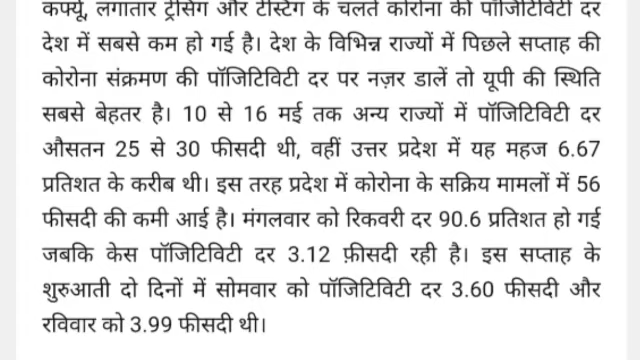 कर्फ्यू, लगातार ट्रेसिंग और टेस्टिंग के चलते कोरोना की पॉजिटिविटी दर
देश में सबसे कम हो गई है। देश के विभिन्न राज्यों में पिछले सप्ताह की
कोरोना संक्रमण की पॉजिटिविटी दर पर नज़र डालें तो यूपी की स्थिति
सबसे बेहतर है। 10 से 16 मई तक अन्य राज्यों में पॉजिटिविटी दर
औसतन 25 से 30 फीसदी थी, वहीं उत्तर प्रदेश में यह महज 6.67
प्रतिशत के करीब थी। इस तरह प्रदेश में कोरोना के सक्रिय मामलों में 56
फीसदी की कमी आई है। मंगलवार को रिकवरी दर 90.6 प्रतिशत हो गई
जबकि केस पॉजिटिविटी दर 3.12 फ़ीसदी रही है। इस सप्ताह के
शुरुआती दो दिनों में सोमवार को पॉजिटिविटी दर 3.60 फीसदी और
रविवार को 3.99 फीसदी थी।